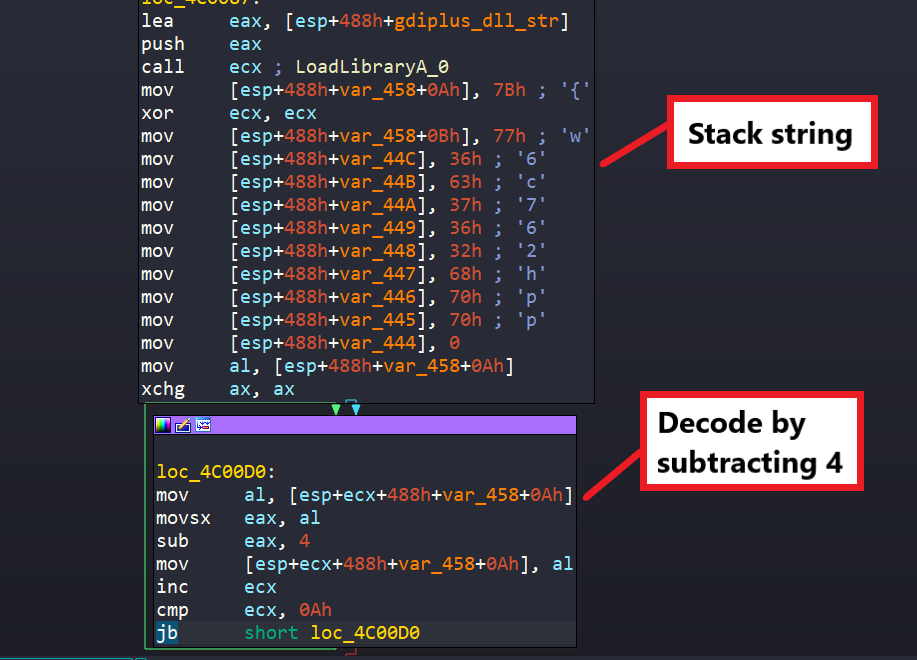 loc_4C0087:
lea eax, [esp+488h+gdiplus_dll_str]
push eax
call ecx ; LoadLibraryA_0
mov [esp+488h+var_458+0Ah], 7Bh ; '{'
xor ecx, ecx
mov [esp+488h+var_458+0Bh], 77h ; 'w'
mov [esp+488h+var_44C], 36h ; '6'
mov [esp+488h+var_44B], 63h ; 'c'
mov [esp+488h+var_44A], 37h ; '7'
mov [esp+488h+var_449], 36h ; '6'
mov [esp+488h+var_448], 32h ; '2'
mov [esp+488h+var_447], 68h ; 'h'
mov [esp+488h+var_446], 70h ; 'p'
mov [esp+488h+var_445], 70h ; 'p'
mov [esp+488h+var_444], 0
mov al, [esp+488h+var_458+0Ah]
xchg ax, ax
Stack string
loc_4C00D0:
mov al, [esp+ecx+488h+var_458+0Ah]
movsx eax, al
sub eax, 4
mov [esp+ecx+488h+var_458+0Ah], al
inc ecx
cmp ecx, 0Ah
jb short loc_4C00D0
Decode by
subtracting 4